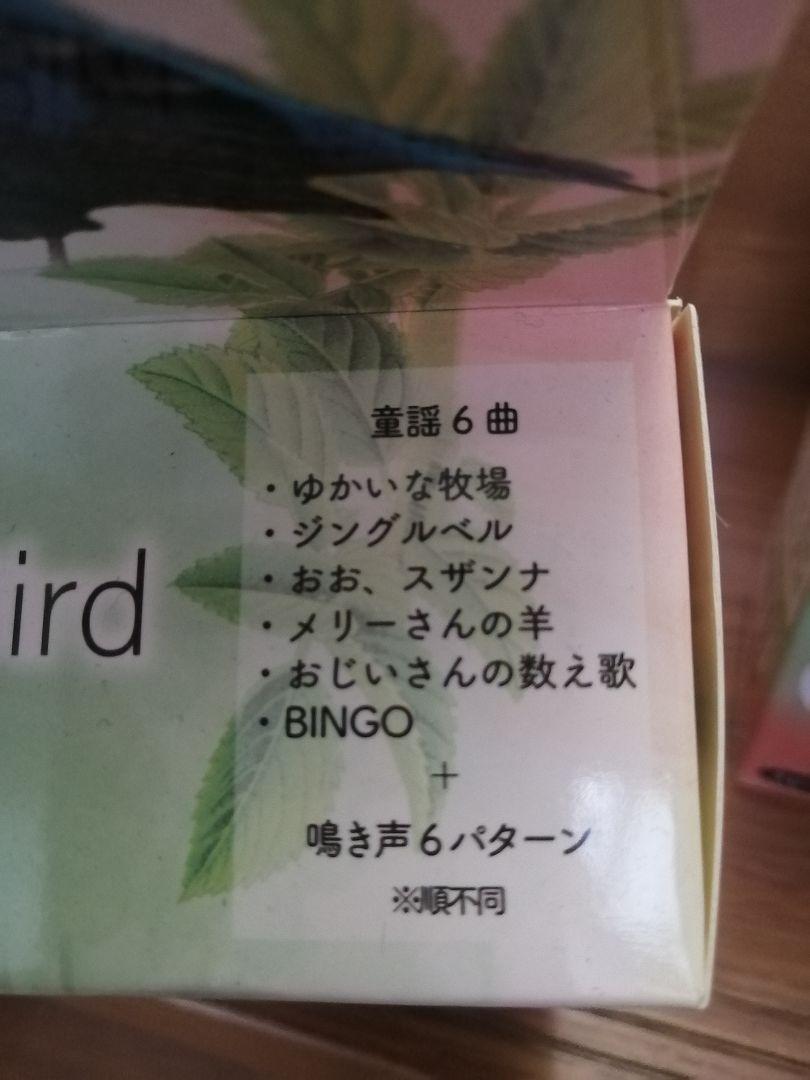 童謡6曲
・ゆかいな牧場
・ジングルベル
・おお、スザンナ
・メリーさんの羊
・おじいさんの数え歌
・BINGO
+
鳴き声6パターン
※順不同
ird